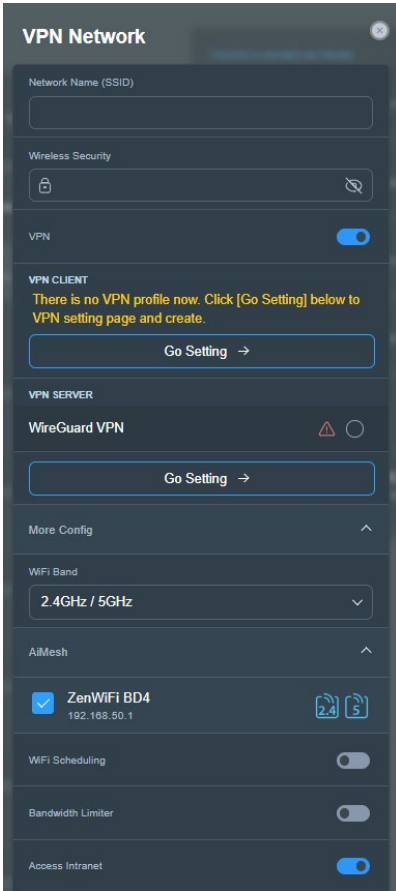 VPN Network
Network Name (SSID)
Wireless Security
VPN
VPN CLIENT
There is no VPN profile now. Click [Go Setting] below to
VPN setting page and create.
Go Setting →
VPN SERVER
WireGuard VPN
Go Setting →
More Config
WiFi Band
2.4GHz / 5GHz
AiMesh
ZenWiFi BD4
2.4 5
192.168.50.1
WiFi Scheduling
Bandwidth Limiter
Access Intranet